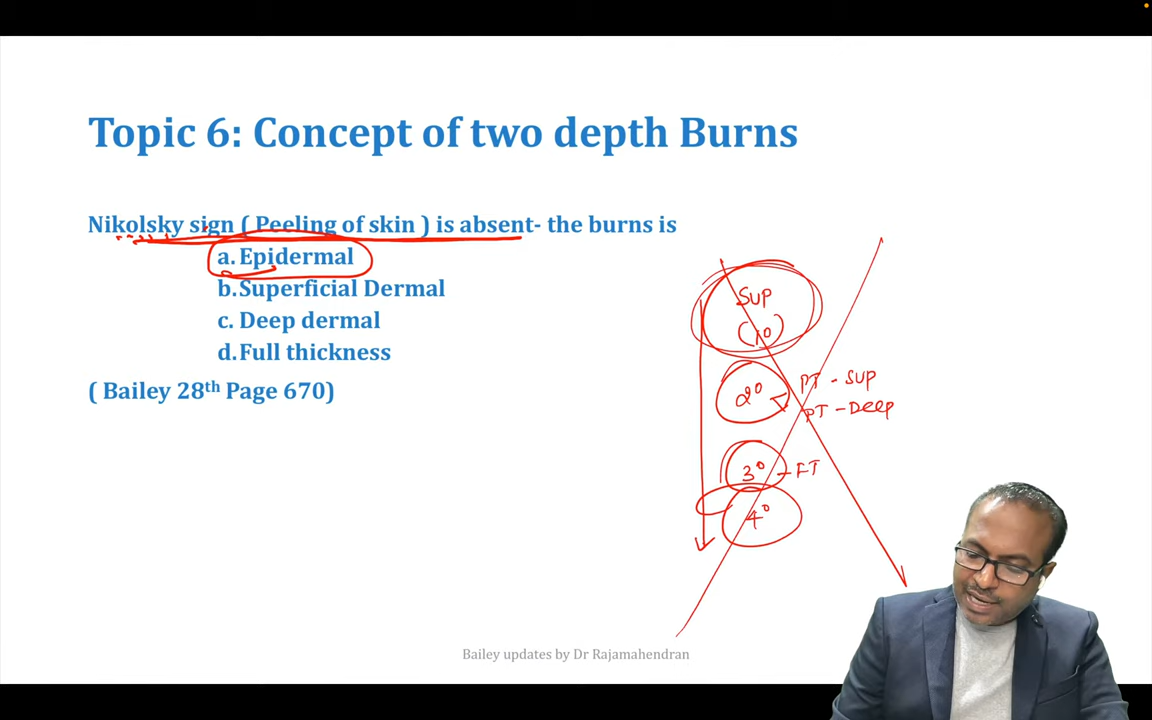 Topic 6: Concept of two depth Burns
Nikolsky sign ( Peeling of skin ) is absent- the burns is
a. Epidermal
b.Superficial Dermal
c. Deep dermal
d.Full thickness
( Bailey 28th Page 670)
Sup
(1°)
2°
PT - Sup
PT - Deep
3° - FT
4°
Bailey updates by Dr Rajamahendran